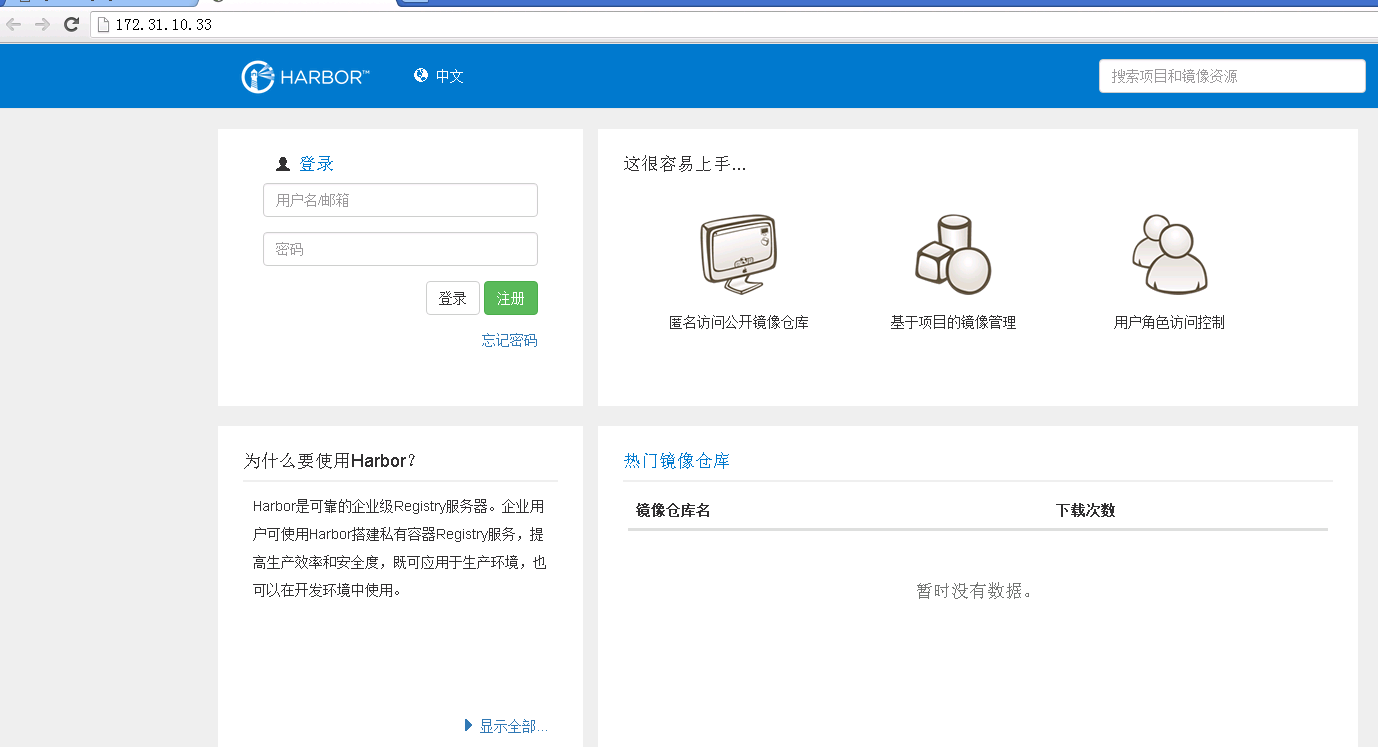 172.31.10.33
HARBOR™
中文
搜索项目和镜像资源
登录
用户名/邮箱
密码
登录
注册
忘记密码
这很容易上手...
匿名访问公开镜像仓库
基于项目的镜像管理
用户角色访问控制
为什么要使用Harbor？
Harbor是可靠的企业级Registry服务器。企业用
户可使用Harbor搭建私有容器Registry服务，提
高生产效率和安全度，既可应用于生产环境，也
可以在开发环境中使用。
显示全部...
热门镜像仓库
镜像仓库名
下载次数
暂时没有数据。